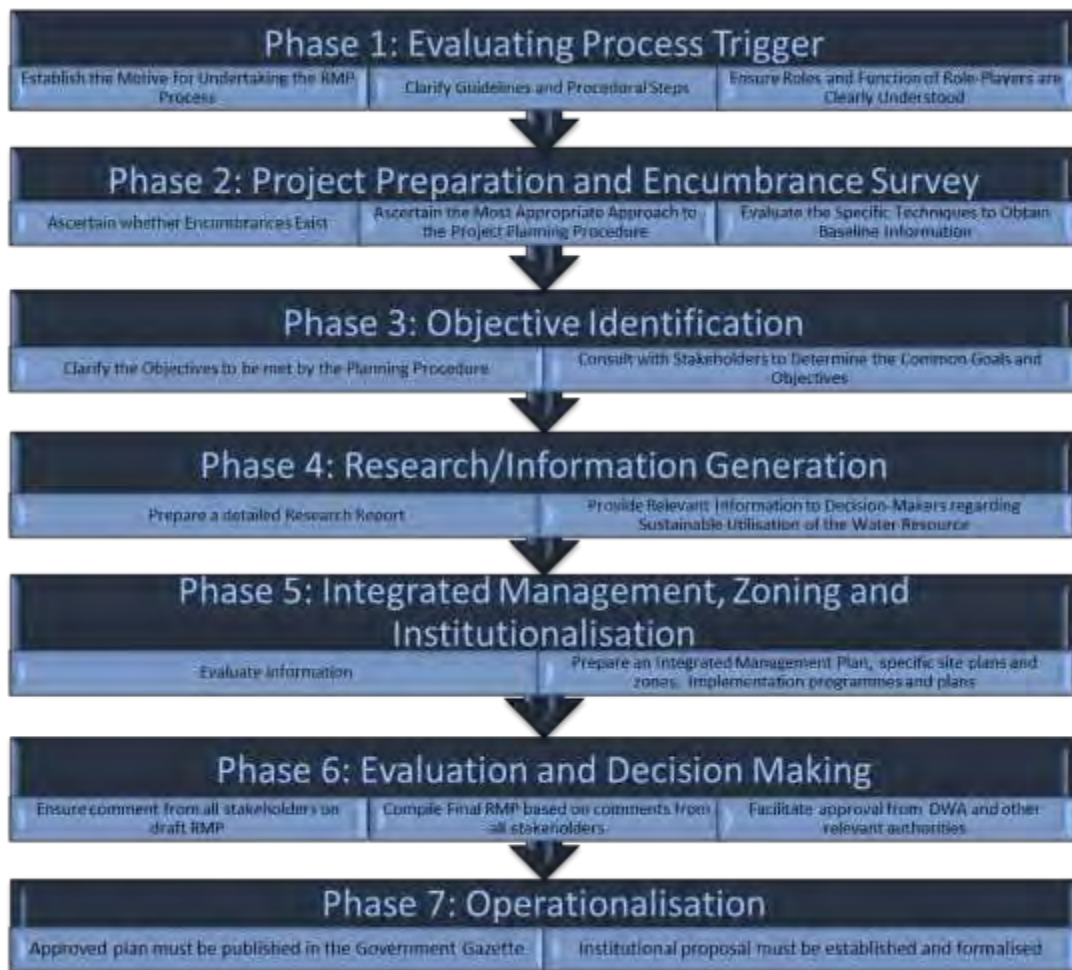 Phase 1: Evaluating Process Trigger
Establish the Motive for Undertaking the RMP
Process
Clarify Guidelines and Procedural Steps
Ensure Roles and Function of Role-Players are
Clearly Understood
Phase 2: Project Preparation and Encumbrance Survey
Ascertain whether Encumbrances Exist
Ascertain the Most Appropriate Approach to
the Project Planning Procedure
Evaluate the Specific Techniques to Obtain
Baseline Information
Phase 3: Objective Identification
Clarify the Objectives to be met by the Planning Procedure
Consult with Stakeholders to Determine the Common Goals and
Objectives
Phase 4: Research/Information Generation
Prepare a detailed Research Report
Provide Relevant Information to Decision-Makers regarding
Sustainable Utilisation of the Water Resource
Phase 5: Integrated Management, Zoning and
Institutionalisation
Evaluate information
Prepare an Integrated Management Plan, specific site plans and
zones, Implementation programmes and plans
Phase 6: Evaluation and Decision Making
Ensure comment from all stakeholders on
draft RMP
Compile Final RMP based on comments from
all stakeholders
Facilitate approval from DWA and other
relevant authorities
Phase 7: Operationalisation
Approved plan must be published in the Government Gazette
Institutional proposal must be established and formalised